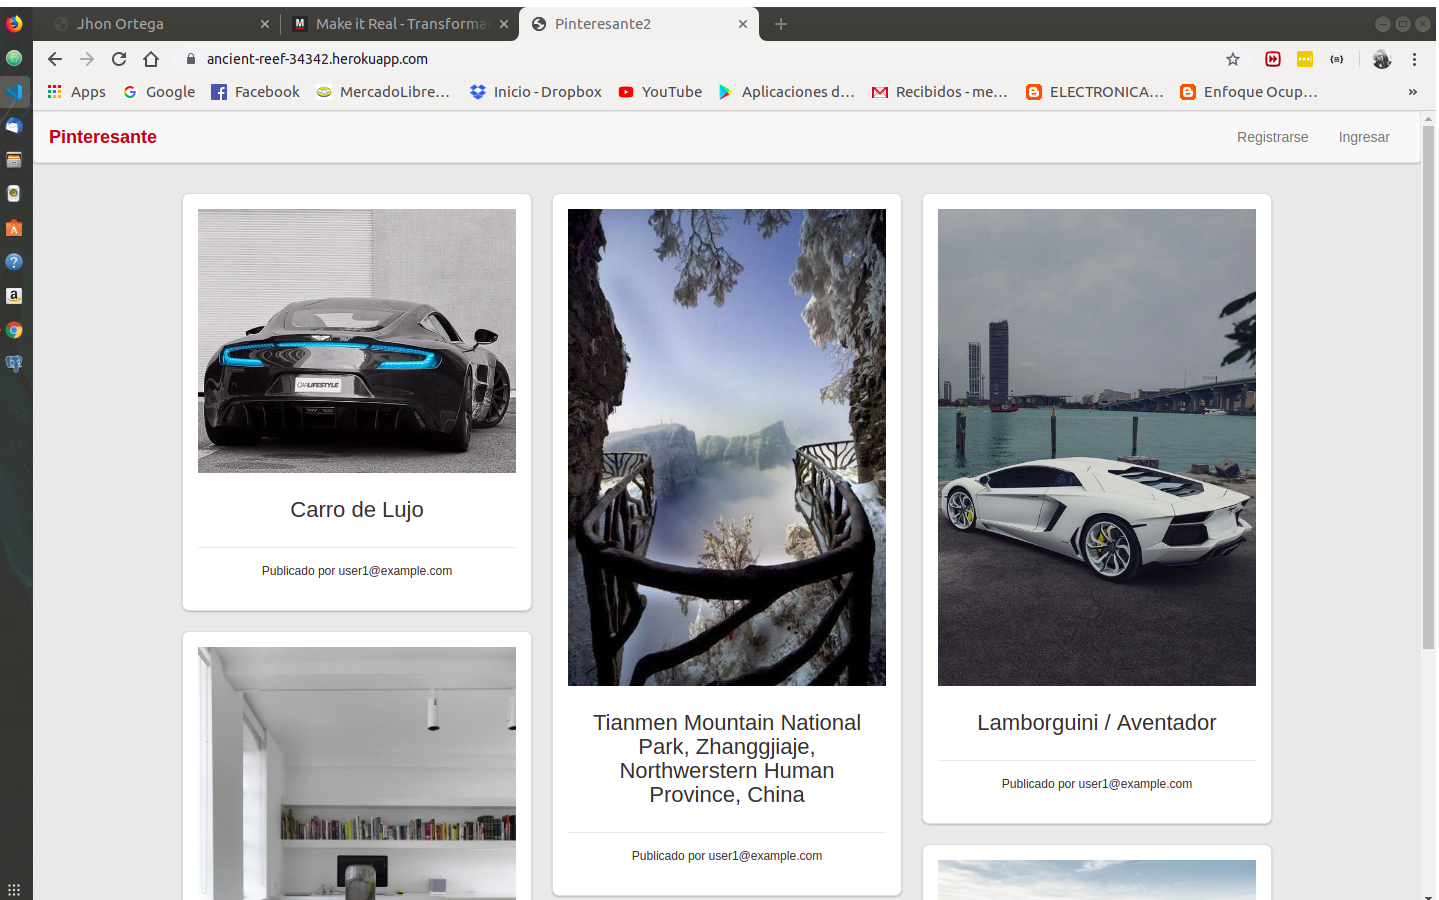 Jhon Ortega
Make it Real - Transforma
Pinteresante2
ancient-reef-34342.herokuapp.com
Apps
Google
Facebook
MercadoLibre...
Inicio - Dropbox
YouTube
Aplicaciones d...
Recibidos - me...
ELECTRONICA...
Enfoque Ocup...
»
Pinteresante
Registrarse
Ingresar
CARLIFESTYLE
Carro de Lujo
Publicado por user1@example.com
Tianmen Mountain National
Park, Zhanggjiaje,
Northwerstern Human
Province, China
Publicado por user1@example.com
Lamborguini / Aventador
Publicado por user1@example.com